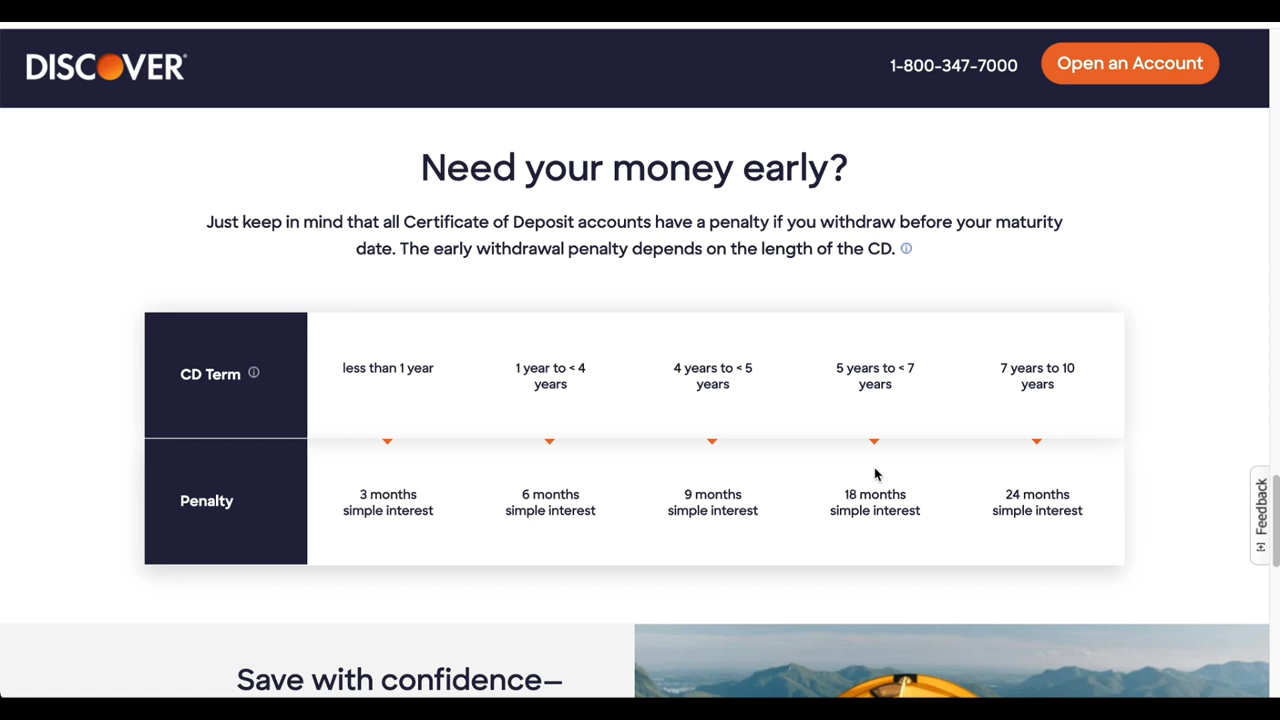 DISCOVER®
1-800-347-7000
Open an Account
Need your money early?
Just keep in mind that all Certificate of Deposit accounts have a penalty if you withdraw before your maturity
date. The early withdrawal penalty depends on the length of the CD. ⓘ
CD Term ⓘ
less than 1 year
1 year to < 4
years
4 years to < 5
years
5 years to < 7
years
7 years to 10
years
Penalty
3 months
simple interest
6 months
simple interest
9 months
simple interest
18 months
simple interest
24 months
simple interest
[+] Feedback
Save with confidence—